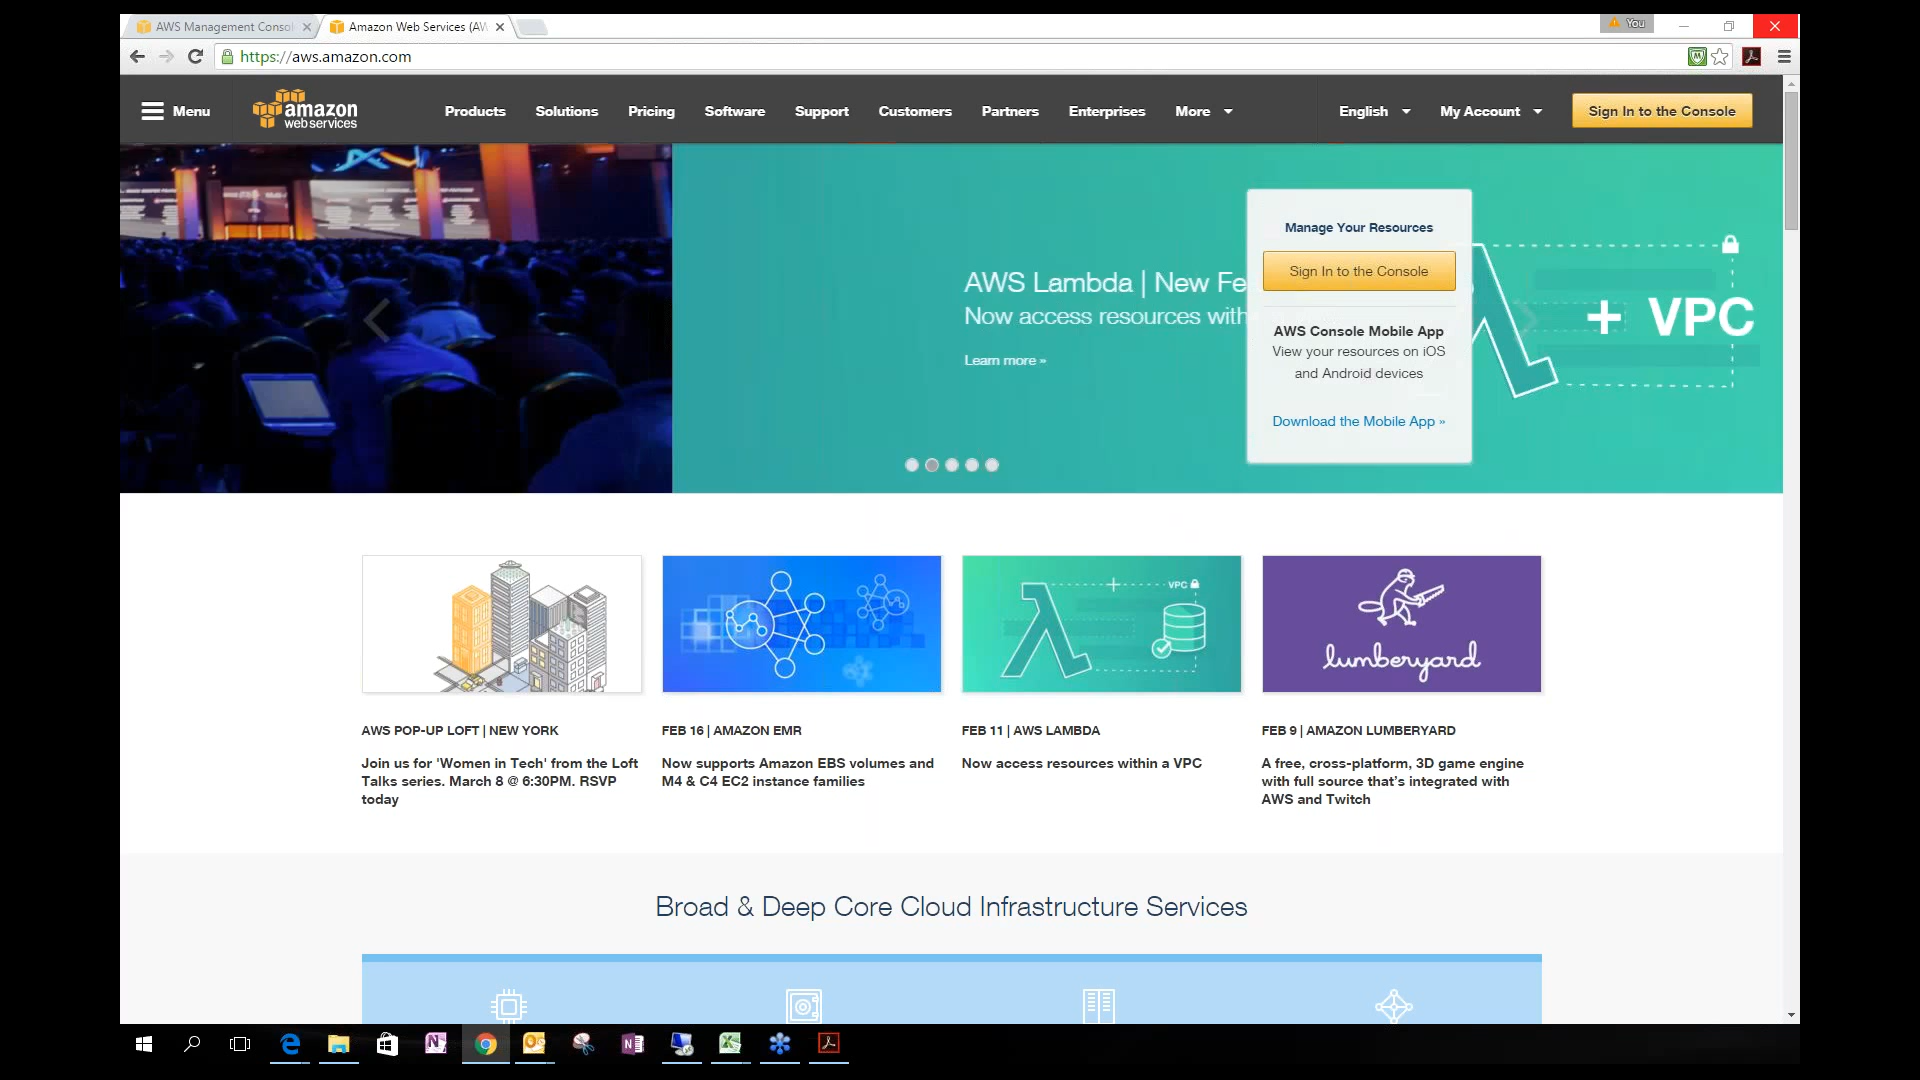 AWS Management Consol
Amazon Web Services (AW
You
https://aws.amazon.com
Menu
amazon
webservices
Products
Solutions
Pricing
Software
Support
Customers
Partners
Enterprises
More
English
My Account
Sign In to the Console
AWS Lambda | New Fe
Now access resources with
Learn more »
Manage Your Resources
Sign In to the Console
AWS Console Mobile App
View your resources on iOS
and Android devices
Download the Mobile App »
+ VPC
VPC
lumberyard
AWS POP-UP LOFT | NEW YORK
Join us for 'Women in Tech' from the Loft
Talks series. March 8 @ 6:30PM. RSVP
today
FEB 16 | AMAZON EMR
Now supports Amazon EBS volumes and
M4 & C4 EC2 instance families
FEB 11 | AWS LAMBDA
Now access resources within a VPC
FEB 9 | AMAZON LUMBERYARD
A free, cross-platform, 3D game engine
with full source that's integrated with
AWS and Twitch
Broad & Deep Core Cloud Infrastructure Services